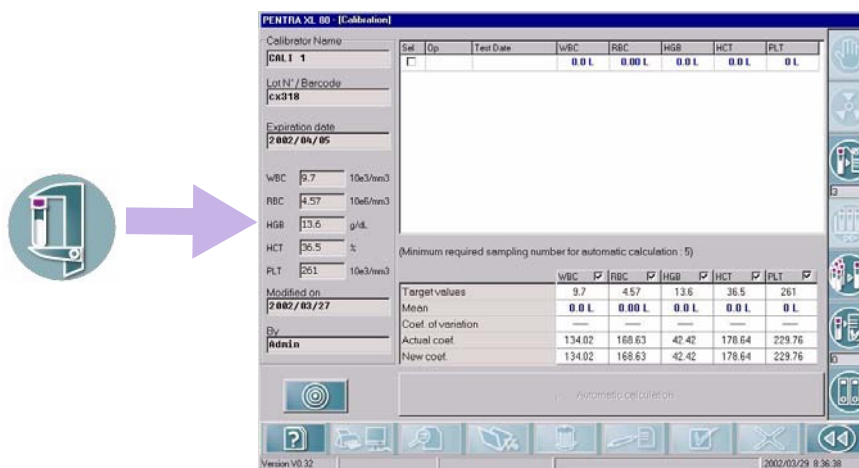 PENTRA XL 80 - [Calibration]
Calibrator Name
CALI 1
Lot N°/ Barcode
cx318
Expiration date
2002/04/05
WBC 9.7 10e3/mm3
RBC 4.57 10e6/mm3
HGB 13.6 g/dL
HCT 36.5 %
PLT 261 10e3/mm3
Modified on
2002/03/27
By
Admin
Sel. Op Test Date WBC RBC HGB HCT PLT
0.0 L 0.00 L 0.0 L 0.0 L 0 L
(Minimum required sampling number for automatic calculation : 5)
WBC RBC HGB HCT PLT
Target values 9.7 4.57 13.6 36.5 261
Mean 0.0 L 0.00 L 0.0 L 0.0 L 0 L
Coef. of variation --- --- --- --- ---
Actual coef. 134.02 168.63 42.42 178.64 229.76
New coef. 134.02 168.63 42.42 178.64 229.76
Automatic calculation
3
0
Version V0.32
2002/03/29 8:36:38